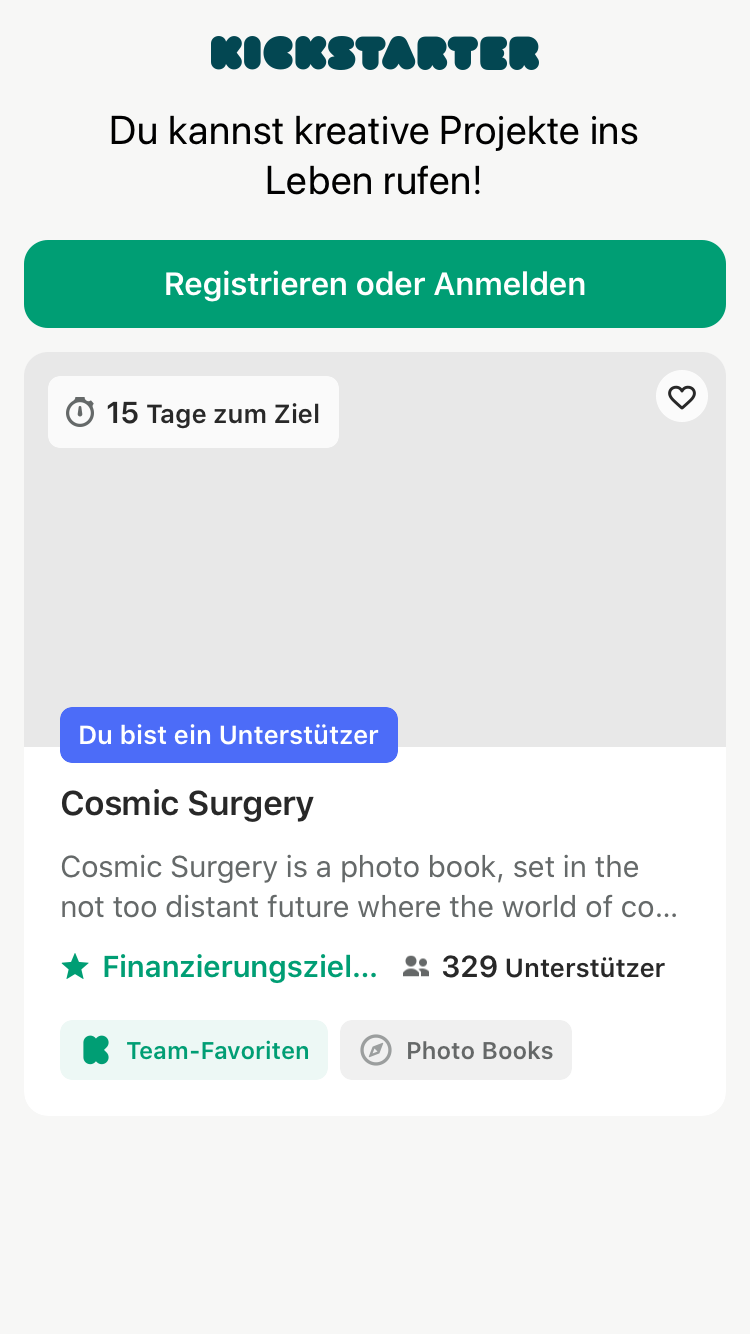 KICKSTARTER
Du kannst kreative Projekte ins
Leben rufen!
Registrieren oder Anmelden
15 Tage zum Ziel
Du bist ein Unterstützer
Cosmic Surgery
Cosmic Surgery is a photo book, set in the
not too distant future where the world of co...
Finanzierungsziel... 329 Unterstützer
Team-Favoriten Photo Books